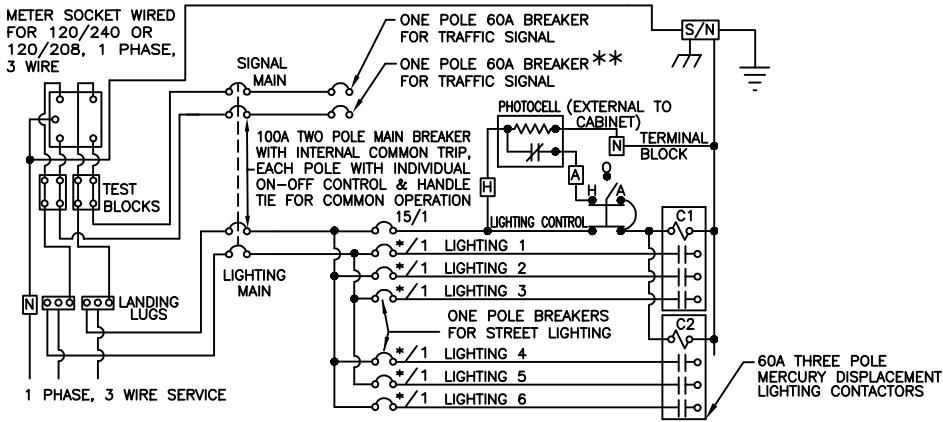 METER SOCKET WIRED
FOR 120/240 OR
120/208, 1 PHASE,
3 WIRE
SIGNAL
MAIN
ONE POLE 60A BREAKER
FOR TRAFFIC SIGNAL
ONE POLE 60A BREAKER**
FOR TRAFFIC SIGNAL
S/N
PHOTOCELL (EXTERNAL TO
CABINET)
N
TERMINAL
BLOCK
100A TWO POLE MAIN BREAKER
WITH INTERNAL COMMON TRIP,
EACH POLE WITH INDIVIDUAL
ON-OFF CONTROL & HANDLE
TIE FOR COMMON OPERATION
H
A
O
H
A
TEST
BLOCKS
15/1
LIGHTING CONTROL
C1
*/1 LIGHTING 1
*/1 LIGHTING 2
*/1 LIGHTING 3
LIGHTING
MAIN
N
LANDING
LUGS
ONE POLE BREAKERS
FOR STREET LIGHTING
C2
*/1 LIGHTING 4
*/1 LIGHTING 5
*/1 LIGHTING 6
60A THREE POLE
MERCURY DISPLACEMENT
LIGHTING CONTACTORS
1 PHASE, 3 WIRE SERVICE